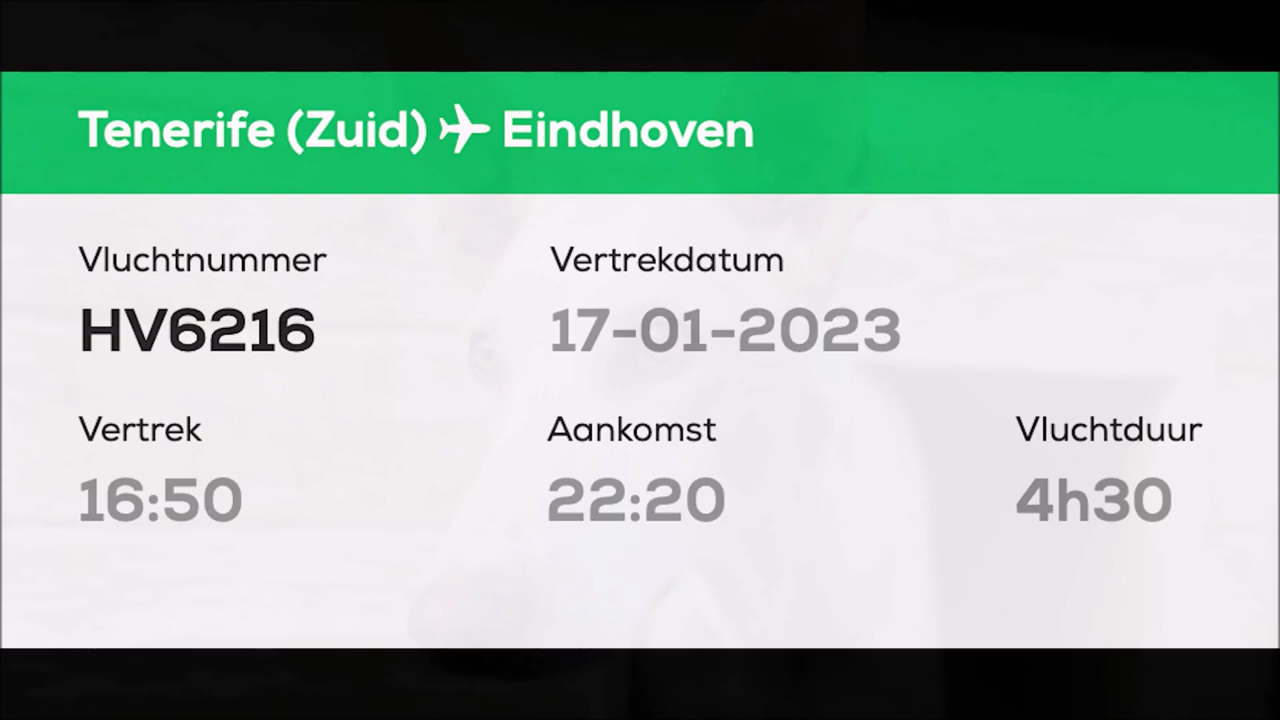 Tenerife (Zuid) ✈ Eindhoven
Vluchtnummer Vertrekdatum
HV6216 17-01-2023
Vertrek Aankomst Vluchtduur
16:50 22:20 4h30